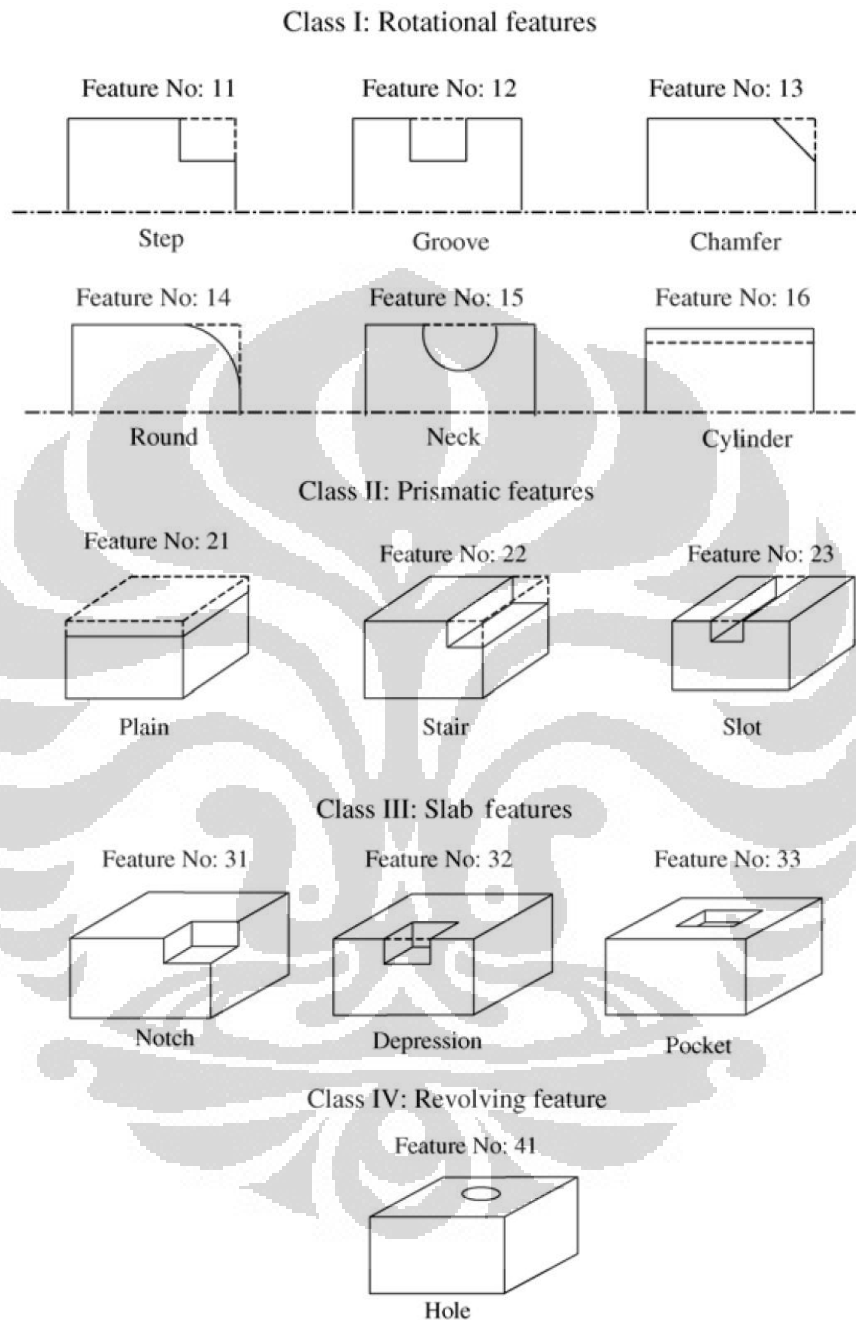 Class I: Rotational features
Feature No: 11 Feature No: 12 Feature No: 13
Step Groove Chamfer
Feature No: 14 Feature No: 15 Feature No: 16
Round Neck Cylinder
Class II: Prismatic features
Feature No: 21 Feature No: 22 Feature No: 23
Plain Stair Slot
Class III: Slab features
Feature No: 31 Feature No: 32 Feature No: 33
Notch Depression Pocket
Class IV: Revolving feature
Feature No: 41
Hole